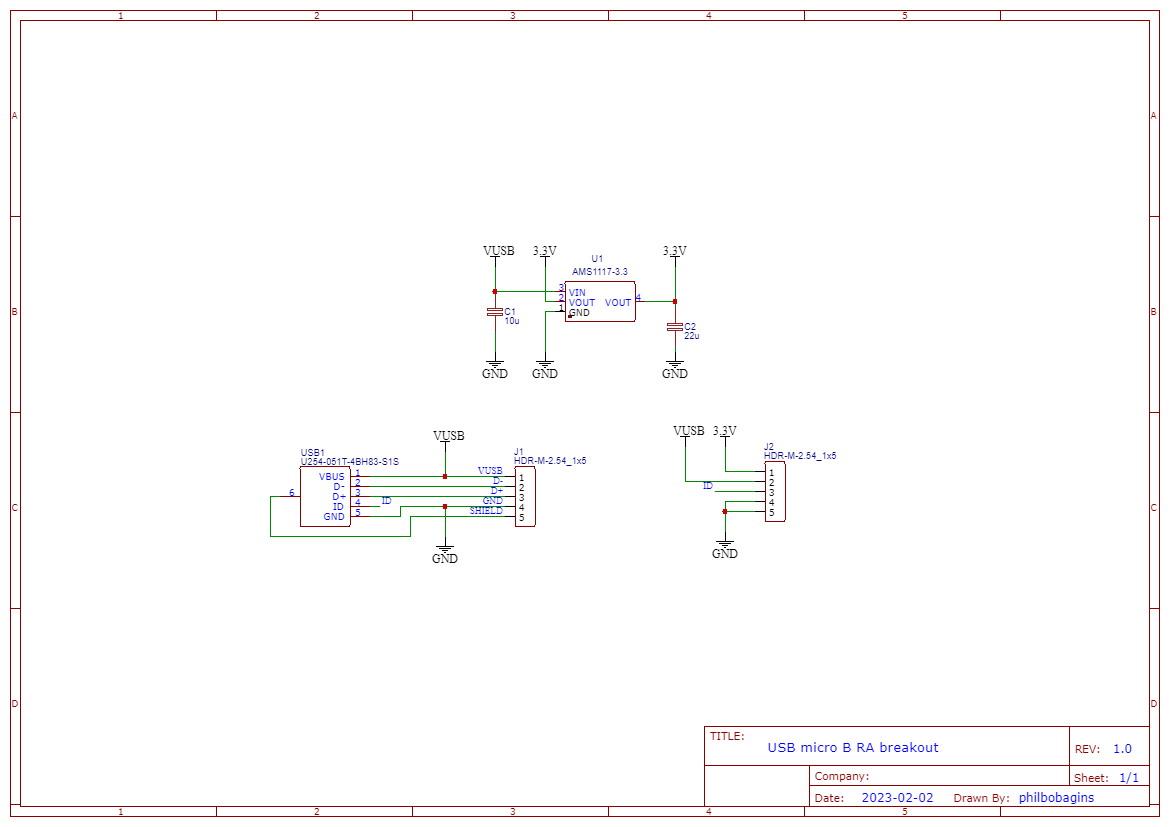 1 2 3 4 5
A A
VUSB 3.3V 3.3V
U1
AMS1117-3.3
3 VIN
2 VOUT VOUT 4
1 GND
B B
C1
10u
C2
22u
GND GND GND
VUSB
USB1
U254-051T-4BH83-S1S
VBUS 1
D- 2
6 D+ 3
ID 4 ID
GND 5
J1
HDR-M-2.54_1x5
VUSB 1
D- 2
D+ 3
GND 4
SHIELD 5
GND
VUSB 3.3V
J2
HDR-M-2.54_1x5
1
2
ID 3
4
5
GND
C C
D D
TITLE:
USB micro B RA breakout
REV: 1.0
Company:
Sheet: 1/1
Date: 2023-02-02 Drawn By: philbobagins
1 2 3 4 5